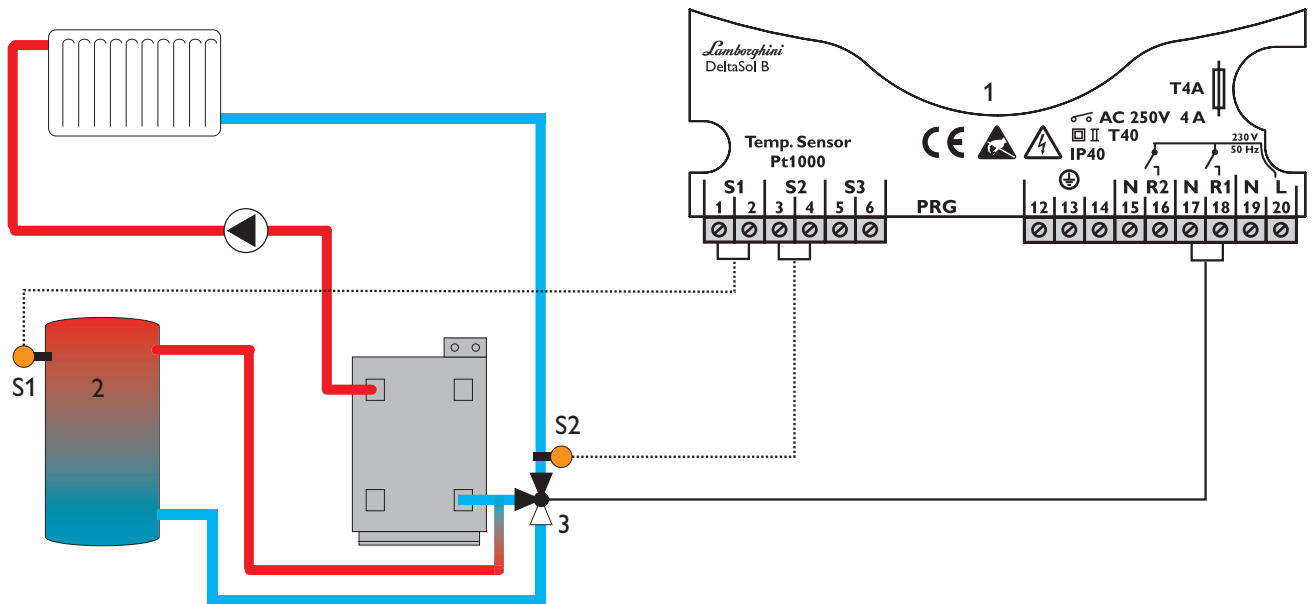 Lamborghini
DeltaSol B
1
T4A
AC 250V 4 A
CE
II T40
IP40
230 V
50 Hz
Temp. Sensor
Pt1000
S1 S2 S3
N R2 N R1 N L
1 2 3 4 5 6
PRG
12 13 14 15 16 17 18 19 20
S1
2
S2
3